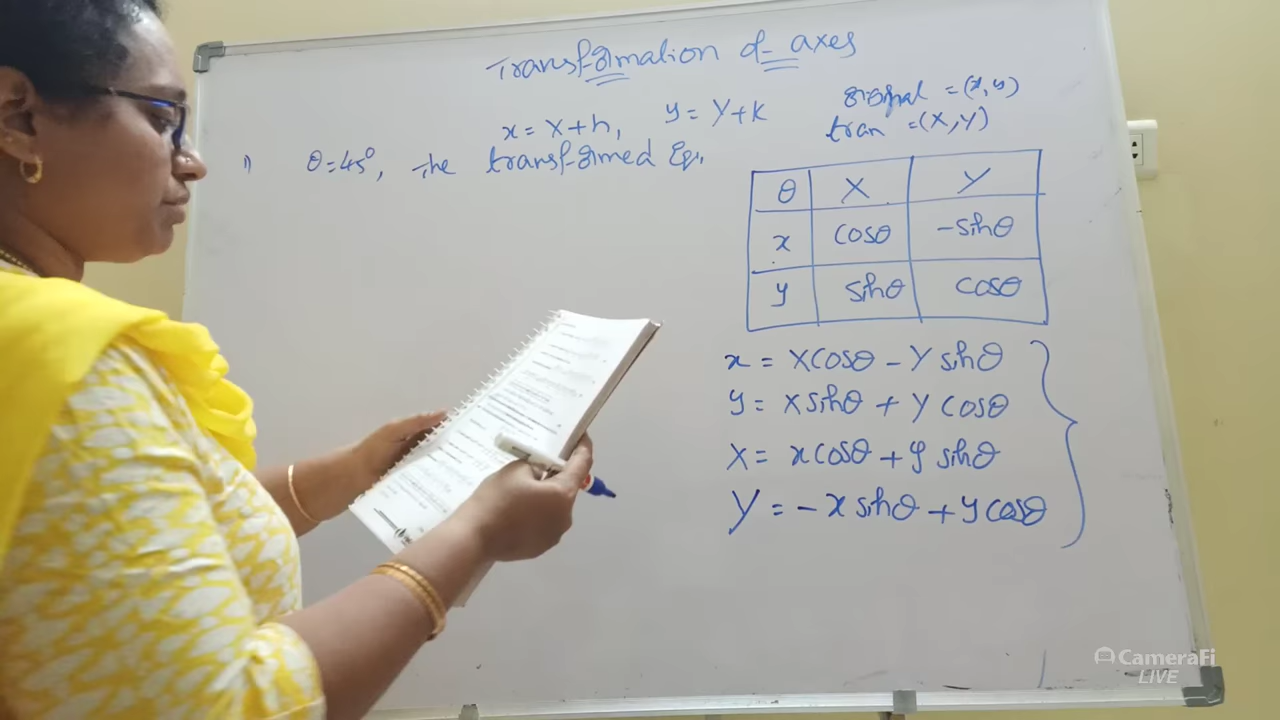 Transformation of axes
x = X+h, y = Y+k
original = (x, y)
tran = (X, Y)
1) θ=45°, the transformed Eqn.
θ X Y
x cosθ -sinθ
y sinθ cosθ
x = X cosθ - Y sinθ
y = X sinθ + Y cosθ
X = x cosθ + y sinθ
Y = - x sinθ + y cosθ
CameraFi
LIVE